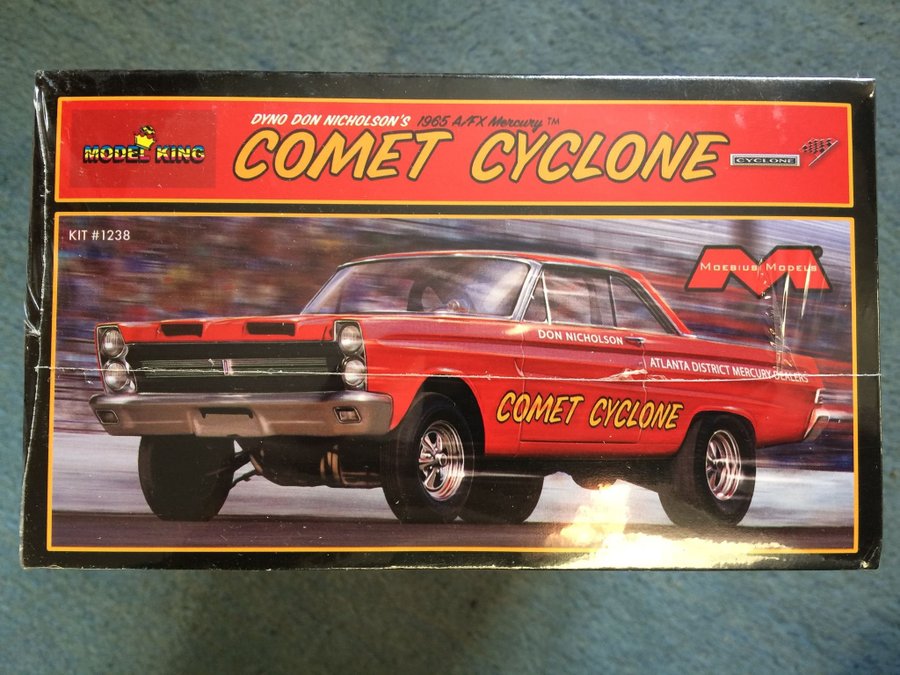 DYNO DON NICHOLSON'S 1965 A/FX Mercury™
MODEL KING
COMET CYCLONE
CYCLONE
KIT #1238
MOEBIUS MODELS
DON NICHOLSON
ATLANTA DISTRICT MERCURY DEALERS
COMET CYCLONE